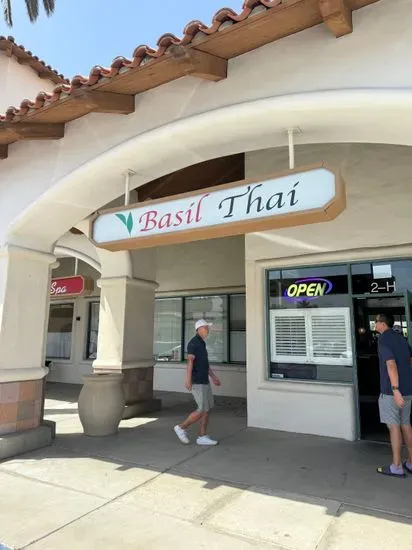 Basil Thai
Spa
OPEN
2-H